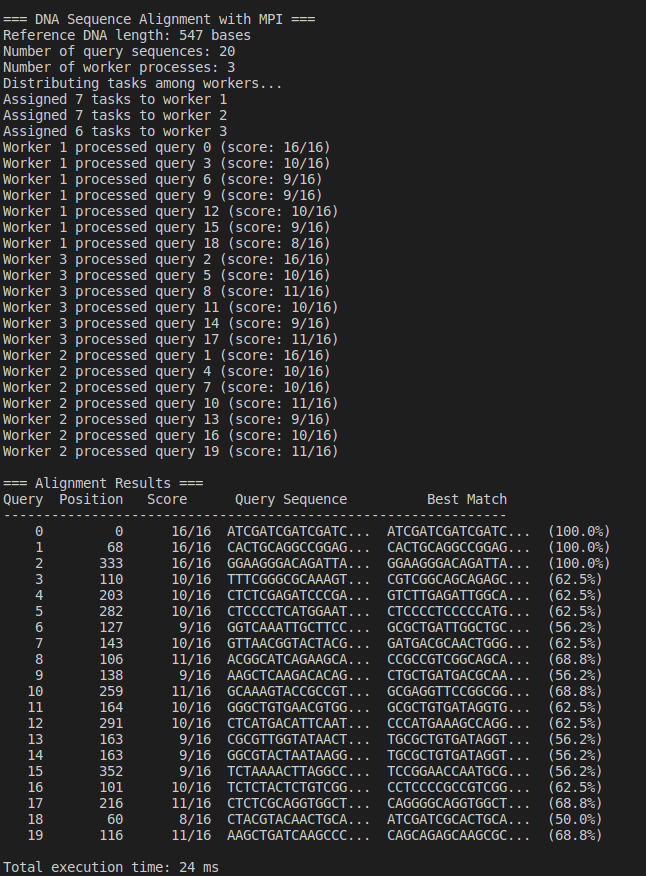 === DNA Sequence Alignment with MPI ===
Reference DNA length: 547 bases
Number of query sequences: 20
Number of worker processes: 3
Distributing tasks among workers...
Assigned 7 tasks to worker 1
Assigned 7 tasks to worker 2
Assigned 6 tasks to worker 3
Worker 1 processed query 0 (score: 16/16)
Worker 1 processed query 3 (score: 10/16)
Worker 1 processed query 6 (score: 9/16)
Worker 1 processed query 9 (score: 9/16)
Worker 1 processed query 12 (score: 10/16)
Worker 1 processed query 15 (score: 9/16)
Worker 1 processed query 18 (score: 8/16)
Worker 3 processed query 2 (score: 16/16)
Worker 3 processed query 5 (score: 10/16)
Worker 3 processed query 8 (score: 11/16)
Worker 3 processed query 11 (score: 10/16)
Worker 3 processed query 14 (score: 9/16)
Worker 3 processed query 17 (score: 11/16)
Worker 2 processed query 1 (score: 16/16)
Worker 2 processed query 4 (score: 10/16)
Worker 2 processed query 7 (score: 10/16)
Worker 2 processed query 10 (score: 11/16)
Worker 2 processed query 13 (score: 9/16)
Worker 2 processed query 16 (score: 10/16)
Worker 2 processed query 19 (score: 11/16)

=== Alignment Results ===
Query  Position   Score      Query Sequence          Best Match
---------------------------------------------------------------
    0         0      16/16  ATCGATCGATCGATC...  ATCGATCGATCGATC...  (100.0%)
    1        68      16/16  CACTGCAGGCCGGAG...  CACTGCAGGCCGGAG...  (100.0%)
    2       333      16/16  GGAAGGGACAGATTA...  GGAAGGGACAGATTA...  (100.0%)
    3       110      10/16  TTTCGGGCGCAAAGT...  CGTCGGCAGCAGAGC...  (62.5%)
    4       203      10/16  CTCTCGAGATCCCGA...  GTCTTGAGATTGGCA...  (62.5%)
    5       282      10/16  CTCCCCTCATGGAAT...  CTCCCCTCCCCCATG...  (62.5%)
    6       127       9/16  GGTCAAATTGCTTCC...  GCGCTGATTGGCTGC...  (56.2%)
    7       143      10/16  GTTAACGGTACTACG...  GATGACGCAACTGGG...  (62.5%)
    8       106      11/16  ACGGCATCAGAAGCA...  CCGCCGTCGGCAGCA...  (68.8%)
    9       138       9/16  AAGCTCAAGACACAG...  CTGCTGATGACGCAA...  (56.2%)
   10       259      11/16  GCAAAGTACCGCCGT...  GCGAGGTTCCGGCGG...  (68.8%)
   11       164      10/16  GGGCTGTGAACGTGG...  GCGCTGTGATAGGTG...  (62.5%)
   12       291      10/16  CTCATGACATTCAAT...  CCCATGAAAGCCAGG...  (62.5%)
   13       163       9/16  CGCGTTGGTATAACT...  TGCGCTGTGATAGGT...  (56.2%)
   14       163       9/16  GGCGTACTAATAAGG...  TGCGCTGTGATAGGT...  (56.2%)
   15       352       9/16  TCTAAAACTTAGGCC...  TCCGGAACCAATGCG...  (56.2%)
   16       101      10/16  TCTCTACTCTGTCGG...  CCTCCCCGCCGTCGG...  (62.5%)
   17       216      11/16  CTCTCGCAGGTGGCT...  CAGGGGCAGGTGGCT...  (68.8%)
   18        60       8/16  CTACGTACAACTGCA...  ATCGATCGCACTGCA...  (50.0%)
   19       116      11/16  AAGCTGATCAAGCCC...  CAGCAGAGCAAGCGC...  (68.8%)

Total execution time: 24 ms